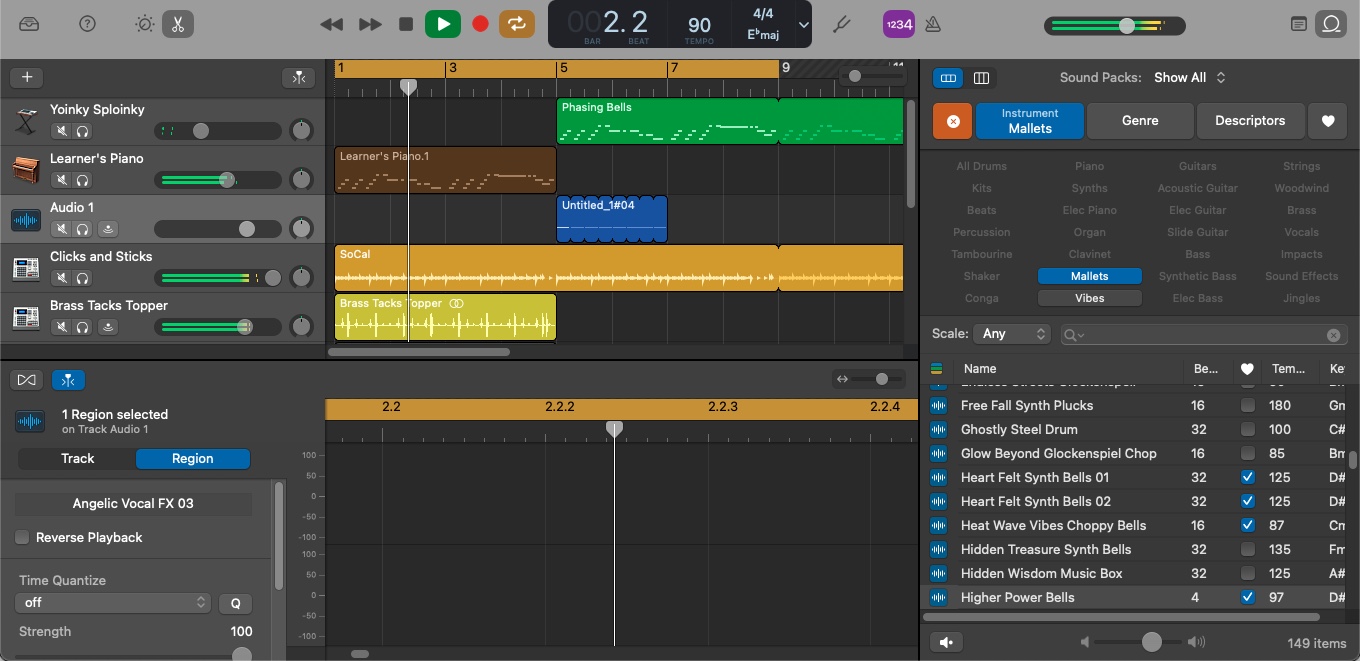 002.2
BAR BEAT
90
TEMPO
4/4
E♭maj
1234
1 3 5 7 9 11
Yoinky Sploinky
Learner's Piano
Audio 1
Clicks and Sticks
Brass Tacks Topper
Phasing Bells
Learner's Piano.1
Untitled_1#04
SoCal
Brass Tacks Topper
1 Region selected
on Track Audio 1
Track Region
Angelic Vocal FX 03
Reverse Playback
Time Quantize
off
Q
Strength 100
2.2 2.2.2 2.2.3 2.2.4
100
50
0
-50
-100
100
50
0
-50
-100
Sound Packs: Show All
Instrument
Mallets
Genre
Descriptors
All Drums Piano Guitars Strings
Kits Synths Acoustic Guitar Woodwind
Beats Elec Piano Elec Guitar Brass
Percussion Organ Slide Guitar Vocals
Tambourine Clavinet Bass Impacts
Shaker Mallets Synthetic Bass Sound Effects
Conga Vibes Elec Bass Jingles
Scale: Any
Name Be... Tem... Ke
Free Fall Synth Plucks 16 180 Gm
Ghostly Steel Drum 32 100 C#
Glow Beyond Glockenspiel Chop 16 85 Bm
Heart Felt Synth Bells 01 32 125 D#
Heart Felt Synth Bells 02 32 125 D#
Heat Wave Vibes Choppy Bells 16 87 Cm
Hidden Treasure Synth Bells 32 135 Fm
Hidden Wisdom Music Box 32 125 A#
Higher Power Bells 4 97 D#
149 items